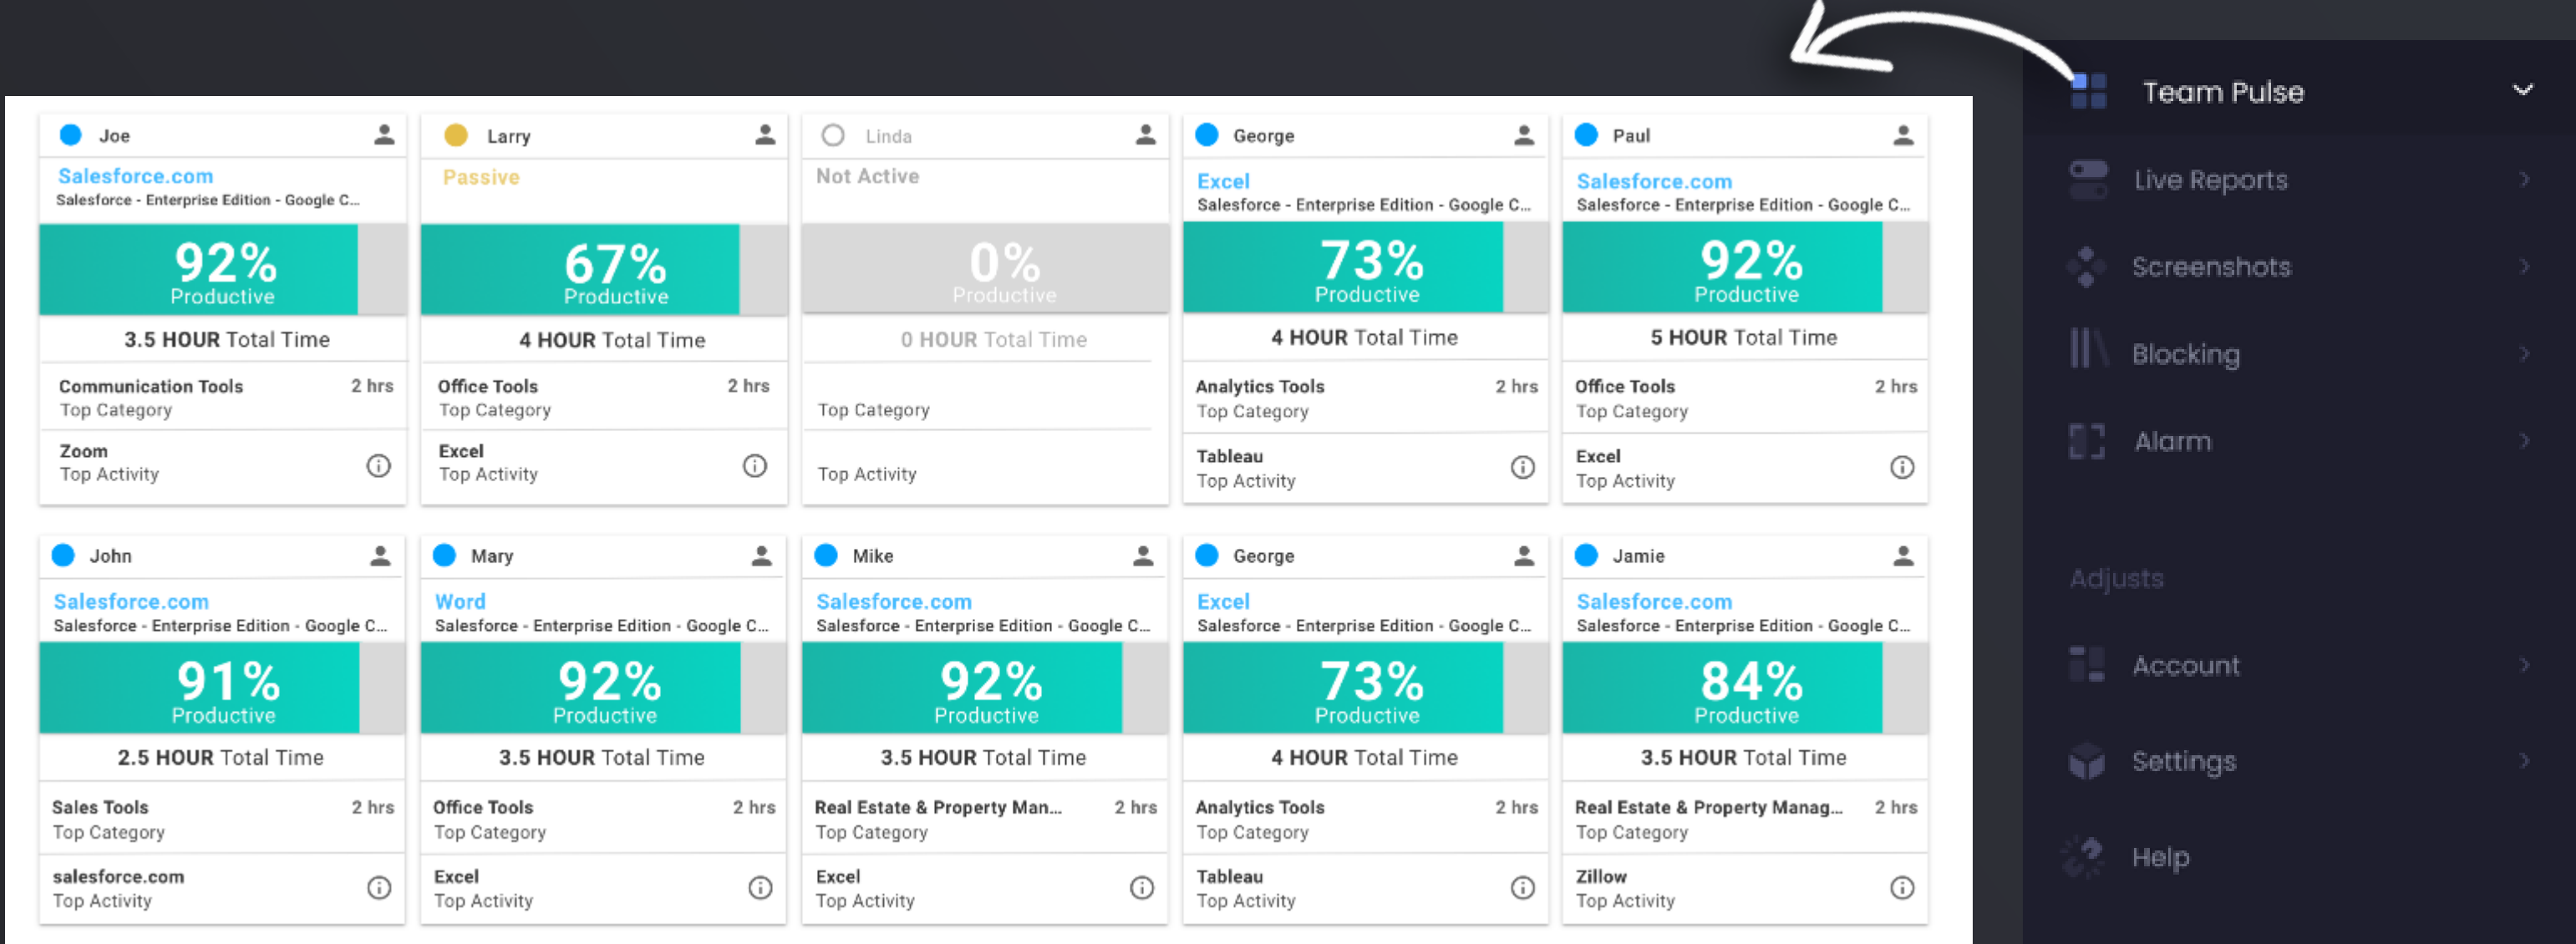 Joe
Salesforce.com
Salesforce - Enterprise Edition - Google C...
92%
Productive
3.5 HOUR Total Time
Communication Tools 2 hrs
Top Category
Zoom
Top Activity
Larry
Passive
67%
Productive
4 HOUR Total Time
Office Tools 2 hrs
Top Category
Excel
Top Activity
Linda
Not Active
0%
Productive
0 HOUR Total Time
Top Category
Top Activity
George
Excel
Salesforce - Enterprise Edition - Google C...
73%
Productive
4 HOUR Total Time
Analytics Tools 2 hrs
Top Category
Tableau
Top Activity
Paul
Salesforce.com
Salesforce - Enterprise Edition - Google C...
92%
Productive
5 HOUR Total Time
Office Tools 2 hrs
Top Category
Excel
Top Activity
John
Salesforce.com
Salesforce - Enterprise Edition - Google C...
91%
Productive
2.5 HOUR Total Time
Sales Tools 2 hrs
Top Category
salesforce.com
Top Activity
Mary
Word
Salesforce - Enterprise Edition - Google C...
92%
Productive
3.5 HOUR Total Time
Office Tools 2 hrs
Top Category
Excel
Top Activity
Mike
Salesforce.com
Salesforce - Enterprise Edition - Google C...
92%
Productive
3.5 HOUR Total Time
Real Estate & Property Man... 2 hrs
Top Category
Excel
Top Activity
George
Excel
Salesforce - Enterprise Edition - Google C...
73%
Productive
4 HOUR Total Time
Analytics Tools 2 hrs
Top Category
Tableau
Top Activity
Jamie
Salesforce.com
Salesforce - Enterprise Edition - Google C...
84%
Productive
3.5 HOUR Total Time
Real Estate & Property Manag... 2 hrs
Top Category
Zillow
Top Activity
Team Pulse
Live Reports
Screenshots
Blocking
Alarm
Adjusts
Account
Settings
Help